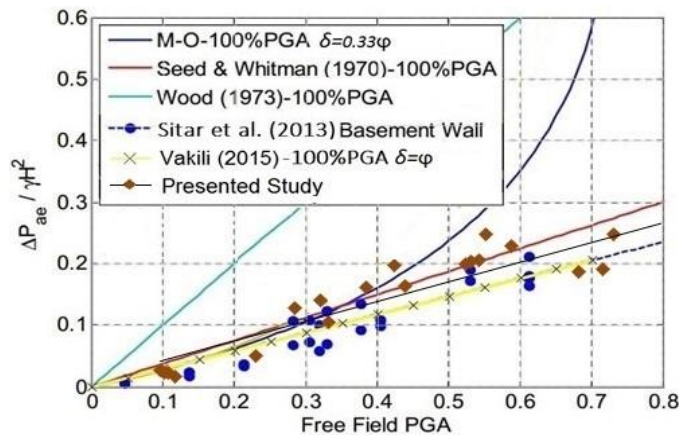 0.6
0.5
0.4
0.3
0.2
0.1
0
ΔPae / γH²
M-O-100%PGA δ=0.33φ
Seed & Whitman (1970)-100%PGA
Wood (1973)-100%PGA
Sitar et al. (2013) Basement Wall
Vakili (2015) -100%PGA δ=φ
Presented Study
0 0.1 0.2 0.3 0.4 0.5 0.6 0.7 0.8
Free Field PGA